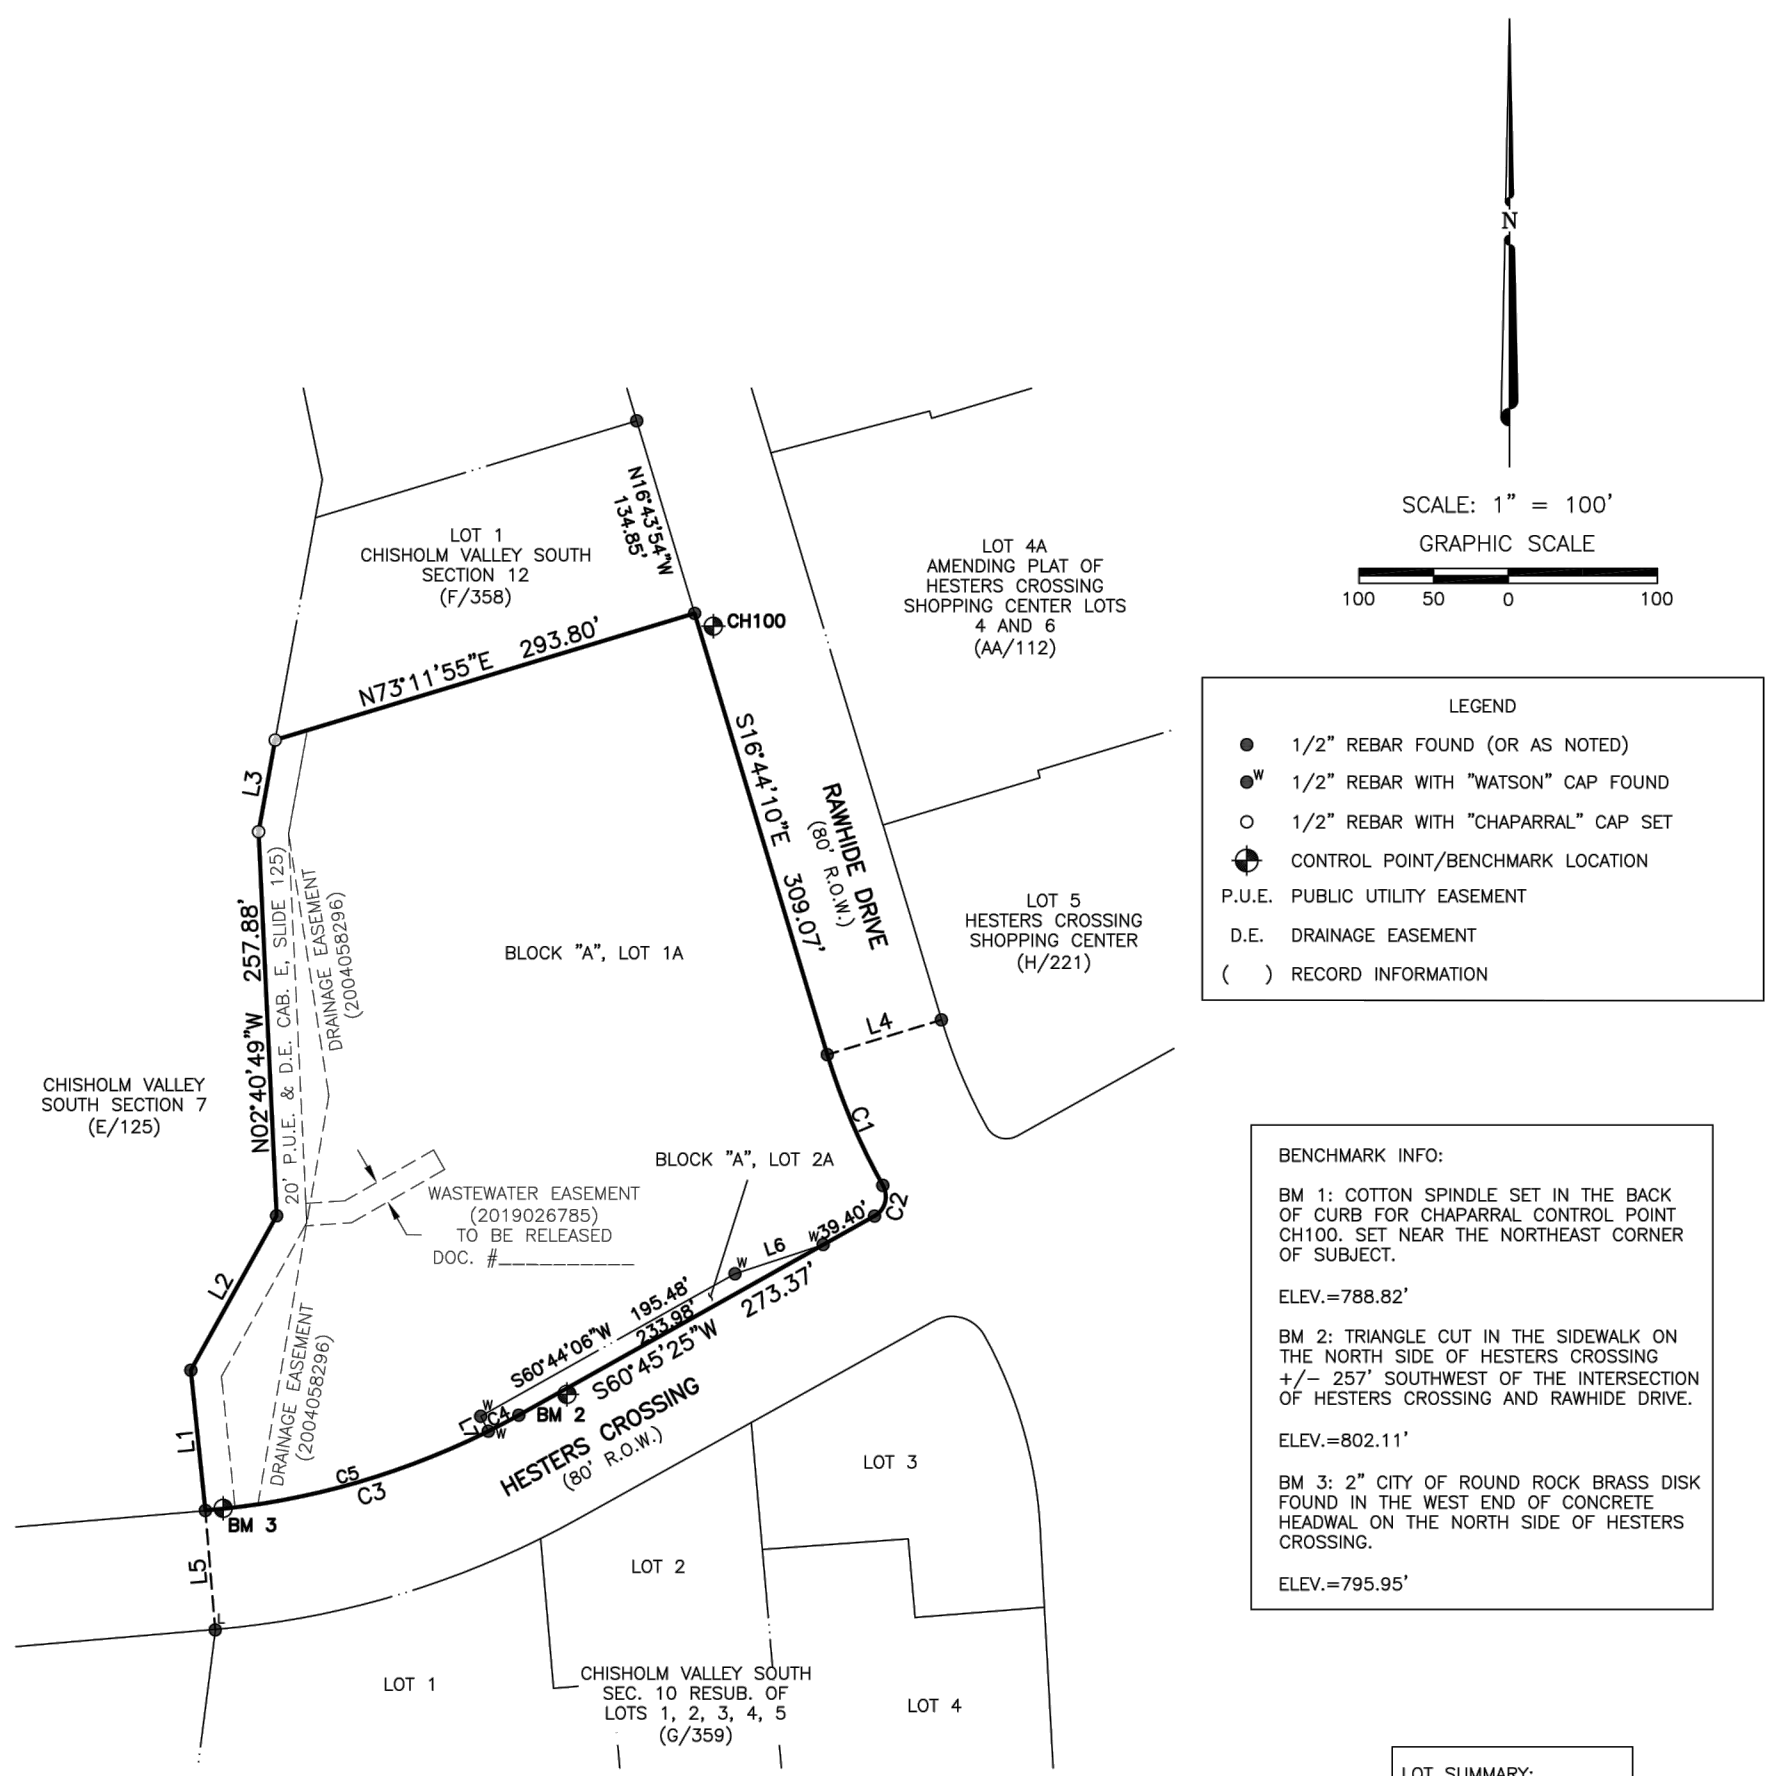 N
SCALE: 1" = 100'
GRAPHIC SCALE
100 50 0 100
N16°43'54"W
134.85'
LOT 1
CHISHOLM VALLEY SOUTH
SECTION 12
(F/358)
LOT 4A
AMENDING PLAT OF
HESTERS CROSSING
SHOPPING CENTER LOTS
4 AND 6
(AA/112)
CH100
N73°11'55"E 293.80'
LEGEND
1/2" REBAR FOUND (OR AS NOTED)
W 1/2" REBAR WITH "WATSON" CAP FOUND
1/2" REBAR WITH "CHAPARRAL" CAP SET
CONTROL POINT/BENCHMARK LOCATION
P.U.E. PUBLIC UTILITY EASEMENT
D.E. DRAINAGE EASEMENT
( ) RECORD INFORMATION
L3
S16°44'10"E 309.07'
RAWHIDE DRIVE
(80' R.O.W.)
N02°40'49"W 257.88'
20' P.U.E. & D.E. CAB. E, SLIDE 125)
DRAINAGE EASEMENT
(2004058296)
BLOCK "A", LOT 1A
LOT 5
HESTERS CROSSING
SHOPPING CENTER
(H/221)
L4
CHISHOLM VALLEY
SOUTH SECTION 7
(E/125)
C1
BLOCK "A", LOT 2A
WASTEWATER EASEMENT
(2019026785)
TO BE RELEASED
DOC. #__________
C2
39.40'
W
L6
W
L2
S60°44'06"W 195.48'
233.98'
S60°45'25"W 273.37'
DRAINAGE EASEMENT
(2004058296)
W
C4
L7
W
BM 2
HESTERS CROSSING
(80' R.O.W.)
L1
C5
C3
BM 3
L5
L
LOT 3
LOT 2
LOT 1
CHISHOLM VALLEY SOUTH
SEC. 10 RESUB. OF
LOTS 1, 2, 3, 4, 5
(G/359)
LOT 4
BENCHMARK INFO:
BM 1: COTTON SPINDLE SET IN THE BACK
OF CURB FOR CHAPARRAL CONTROL POINT
CH100. SET NEAR THE NORTHEAST CORNER
OF SUBJECT.
ELEV.=788.82'
BM 2: TRIANGLE CUT IN THE SIDEWALK ON
THE NORTH SIDE OF HESTERS CROSSING
+/- 257' SOUTHWEST OF THE INTERSECTION
OF HESTERS CROSSING AND RAWHIDE DRIVE.
ELEV.=802.11'
BM 3: 2" CITY OF ROUND ROCK BRASS DISK
FOUND IN THE WEST END OF CONCRETE
HEADWAL ON THE NORTH SIDE OF HESTERS
CROSSING.
ELEV.=795.95'
LOT SUMMARY: